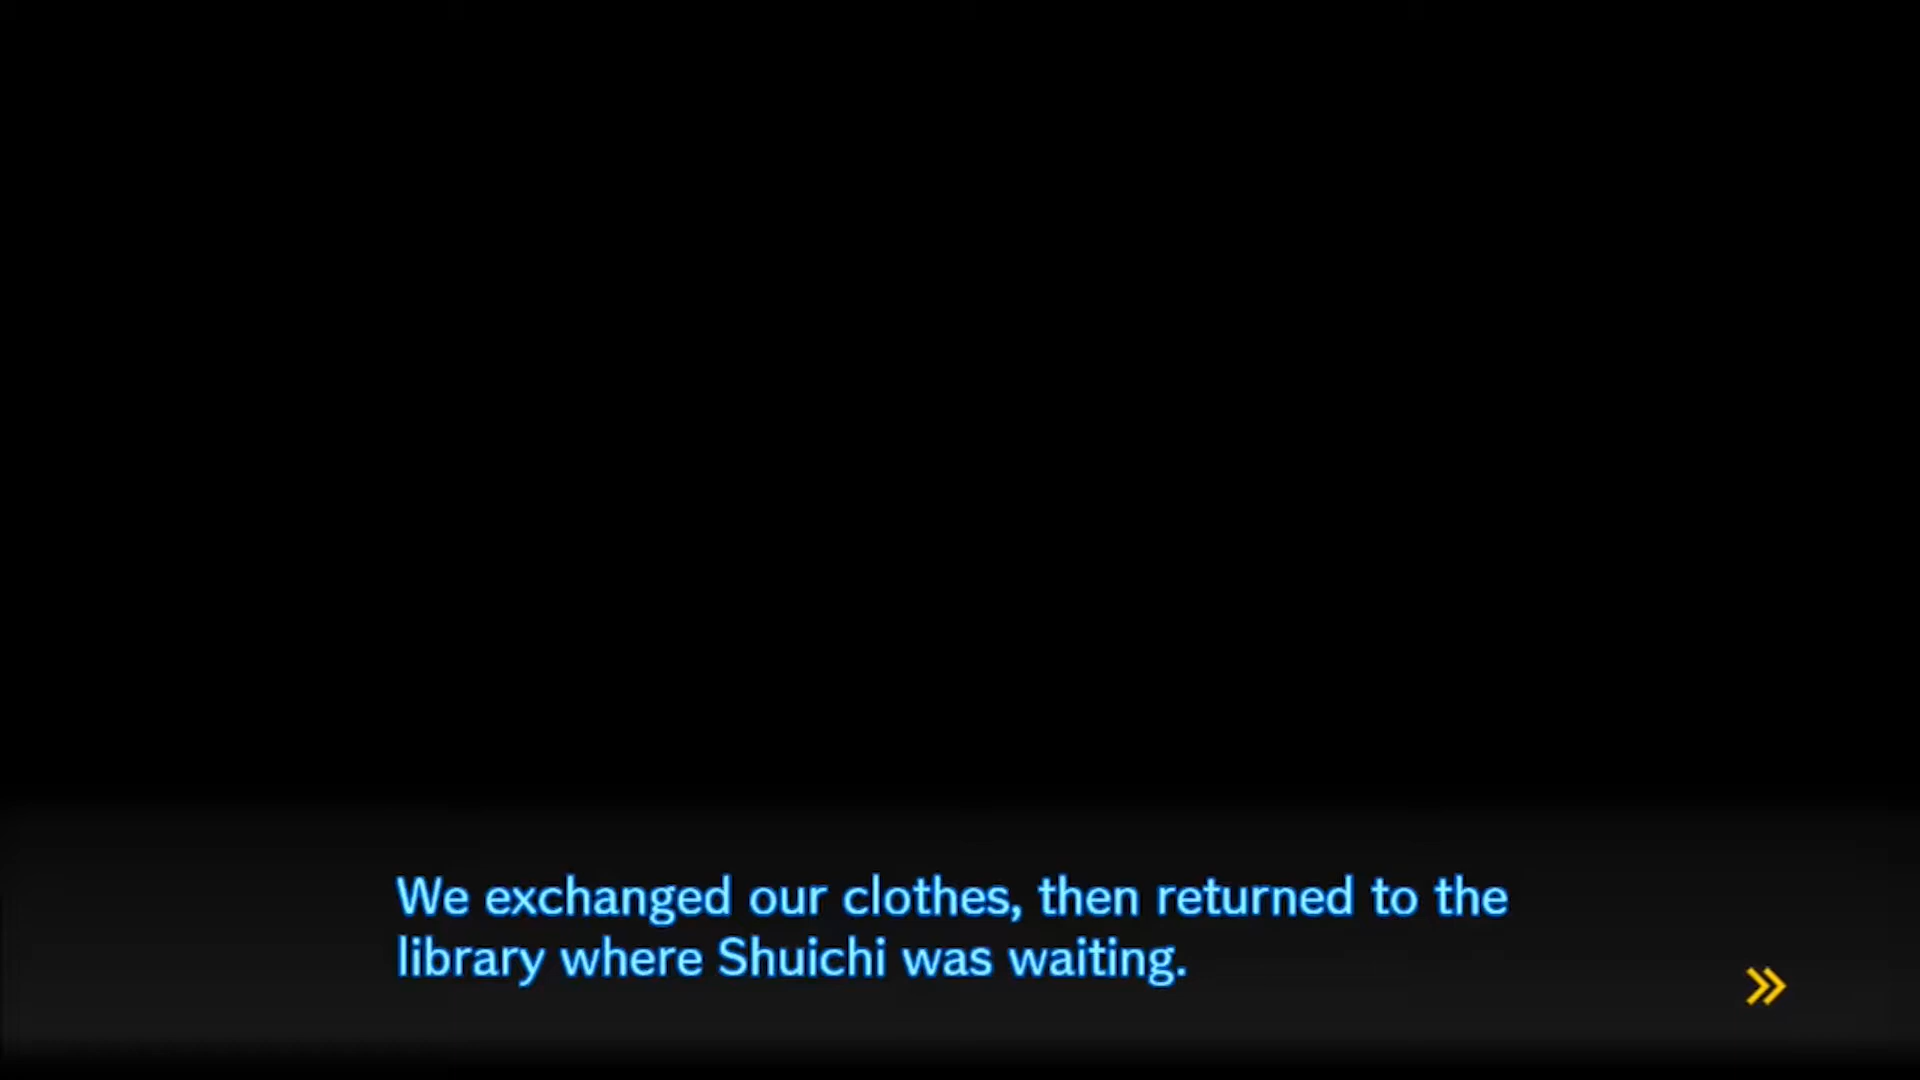 We exchanged our clothes, then returned to the
library where Shuichi was waiting.